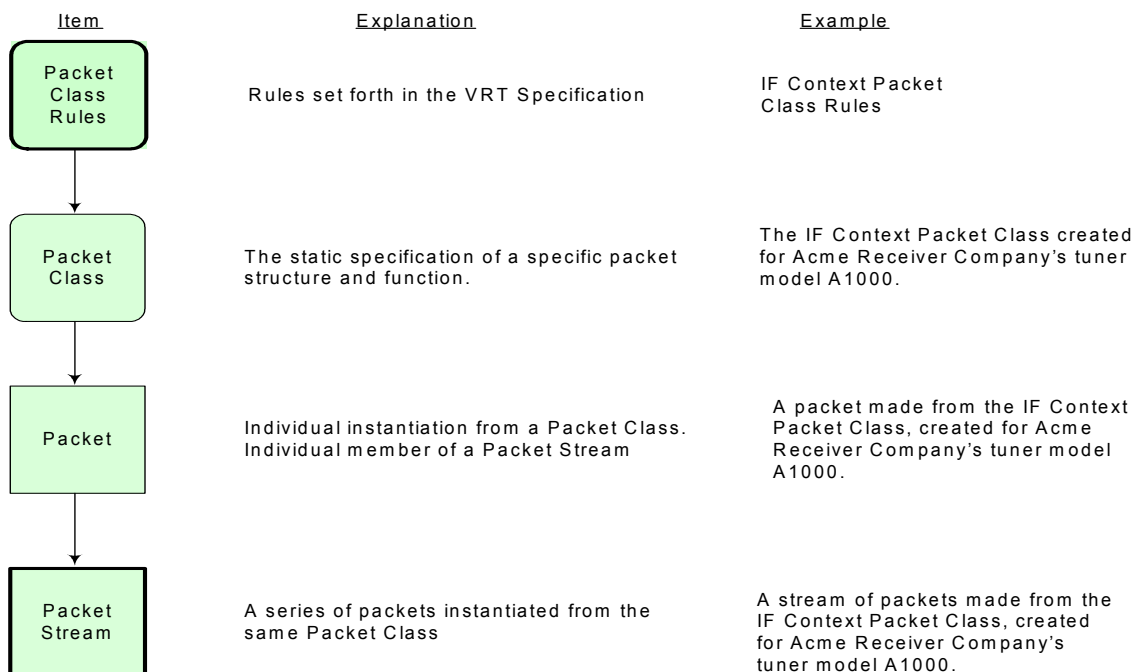 Item
Explanation
Example
Packet
Class
Rules
Rules set forth in the VRT Specification
IF Context Packet
Class Rules
Packet
Class
The static specification of a specific packet
structure and function.
The IF Context Packet Class created
for Acme Receiver Company’s tuner
model A1000.
Packet
Individual instantiation from a Packet Class.
Individual member of a Packet Stream
A packet made from the IF Context
Packet Class, created for Acme
Receiver Company’s tuner model
A1000.
Packet
Stream
A series of packets instantiated from the
same Packet Class
A stream of packets made from the
IF Context Packet Class, created
for Acme Receiver Company’s
tuner model A1000.